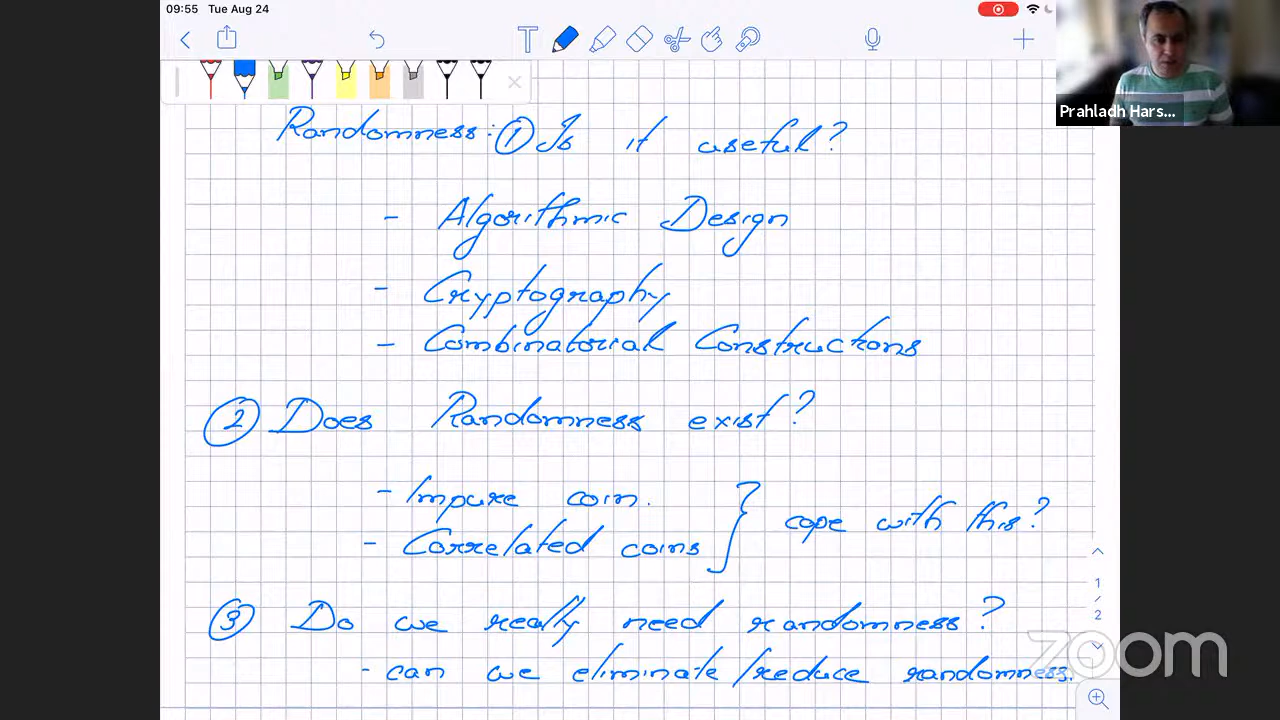 09:55 Tue Aug 24
Prahladh Hars...
Randomness: ① Is it useful?
- Algorithmic Design
- Cryptography
- Combinatorial Constructions
② Does Randomness exist?
- Impure coin.
- Correlated coins } cope with this?
③ Do we really need randomness?
- can we eliminate/reduce randomness.
1
/
2
zoom